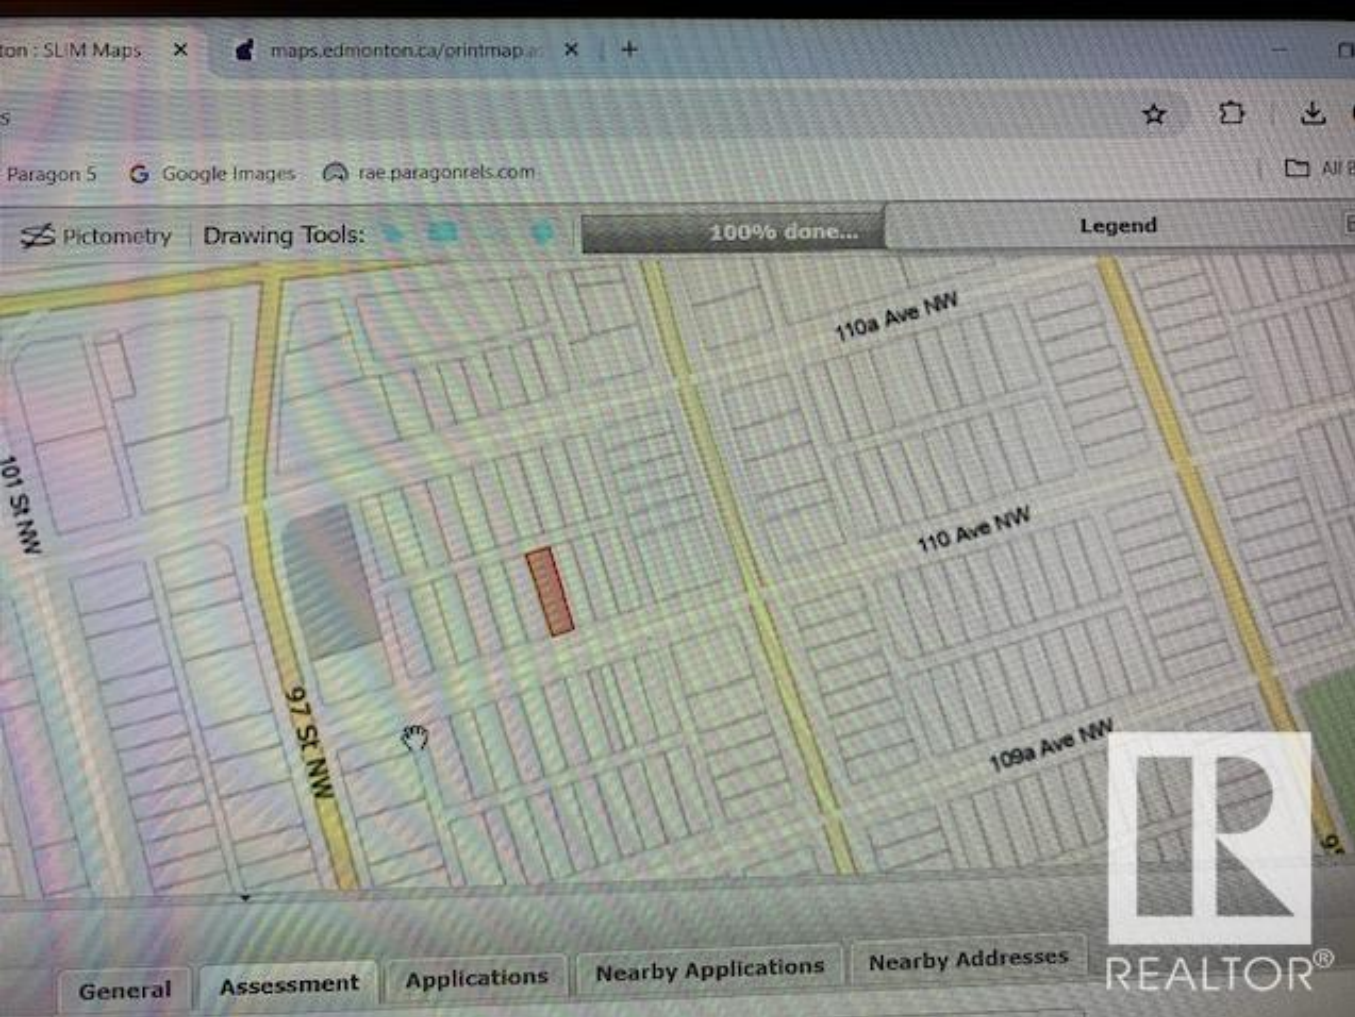 ton : SLIM Maps
maps.edmonton.ca/printmap.a
s
Paragon 5
Google Images
rae.paragonrels.com
All
Pictometry
Drawing Tools:
100% done...
Legend
110a Ave NW
101 St NW
110 Ave NW
97 St NW
109a Ave NW
General
Assessment
Applications
Nearby Applications
Nearby Addresses
R
REALTOR®